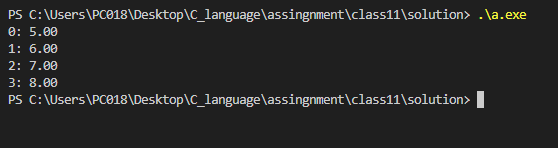 PS C:\Users\PC018\Desktop\C_language\assingnment\class11\solution> .\a.exe
0: 5.00
1: 6.00
2: 7.00
3: 8.00
PS C:\Users\PC018\Desktop\C_language\assingnment\class11\solution>